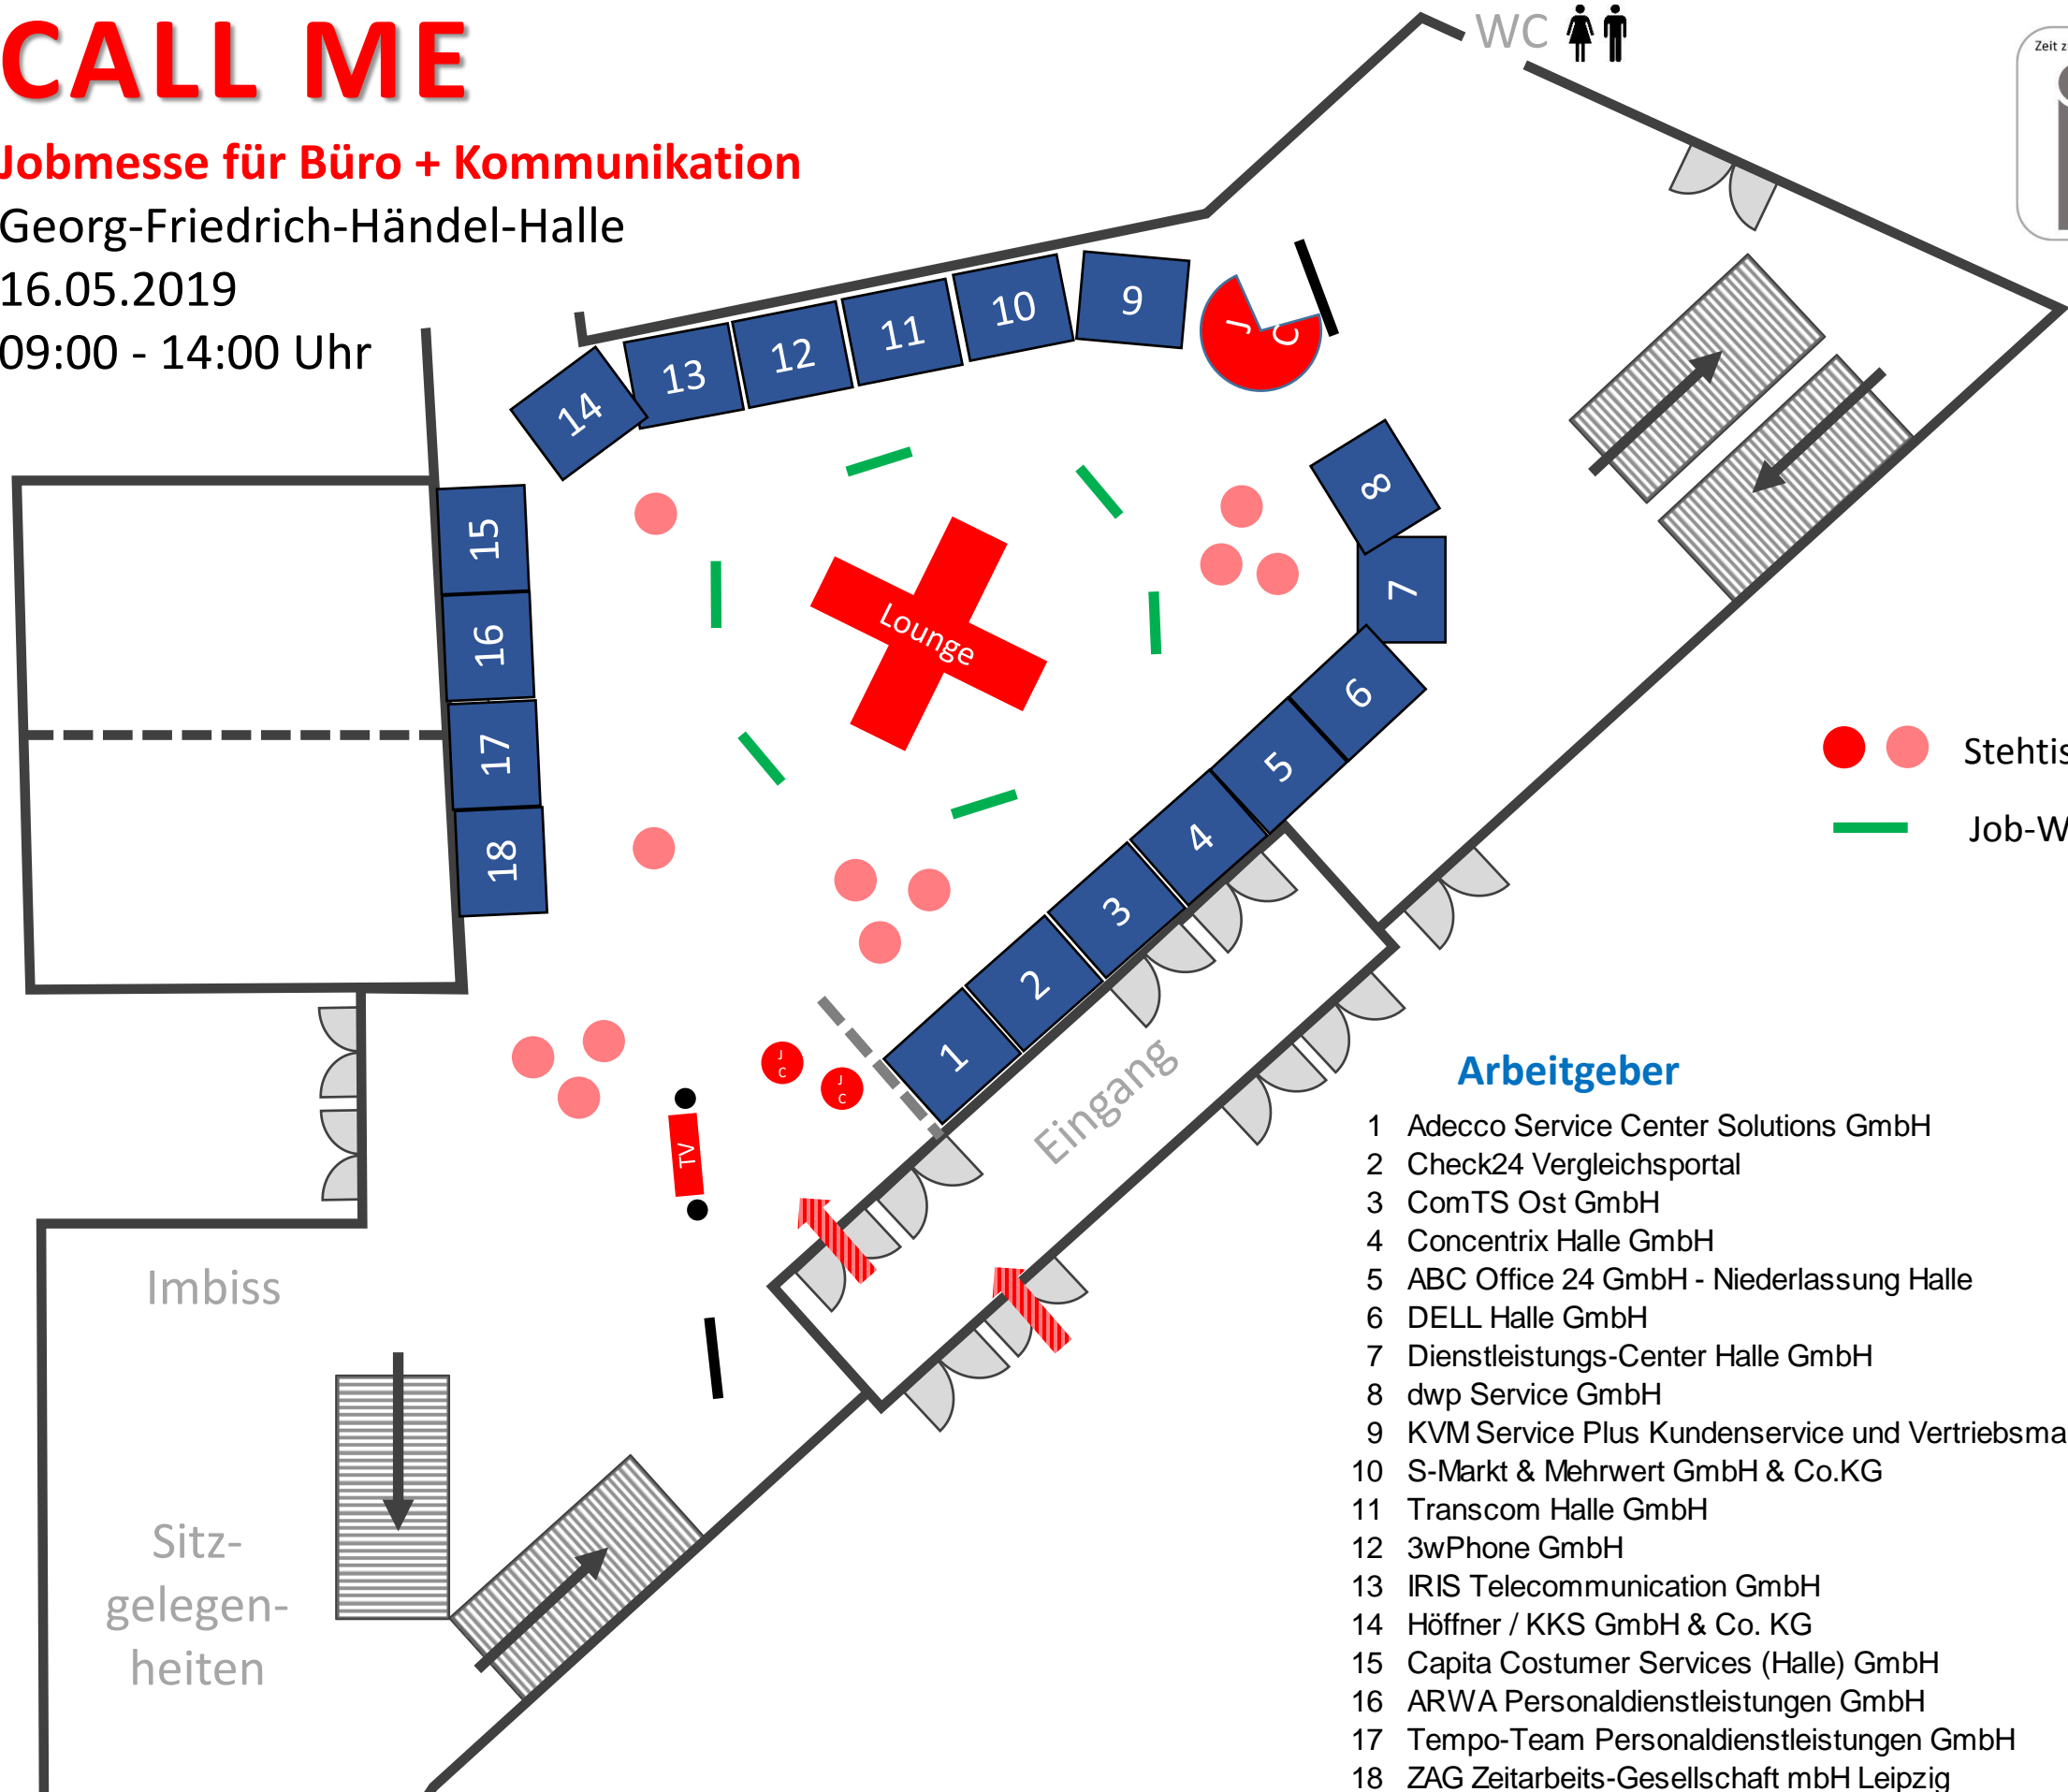 CALL ME
Jobmesse für Büro + Kommunikation
Georg-Friedrich-Händel-Halle
16.05.2019
09:00 - 14:00 Uhr
WC
Zeit
14
13
12
11
10
9
J C
8
7
6
5
4
3
2
1
15
16
17
18
Lounge
J C
J C
TV
Eingang
Imbiss
Sitz-
gelegen-
heiten
Arbeitgeber
1 Adecco Service Center Solutions GmbH
2 Check24 Vergleichsportal
3 ComTS Ost GmbH
4 Concentrix Halle GmbH
5 ABC Office 24 GmbH - Niederlassung Halle
6 DELL Halle GmbH
7 Dienstleistungs-Center Halle GmbH
8 dwp Service GmbH
9 KVM Service Plus Kundenservice und
10 S-Markt & Mehrwert GmbH & Co.KG
11 Transcom Halle GmbH
12 3wPhone GmbH
13 IRIS Telecommunication GmbH
14 Höffner / KKS GmbH & Co. KG
15 Capita Costumer Services (Halle) GmbH
16 ARWA Personaldienstleistungen GmbH
17 Tempo-Team Personaldienstleistungen GmbH
18 ZAG Zeitarbeits-Gesellschaft mbH Leipzig